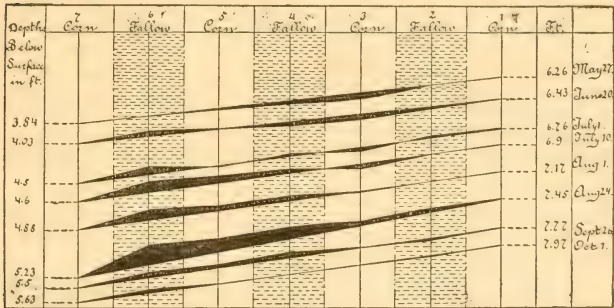 7 6 5 4 3 2 1
Depths Corn Fallow Corn Fallow Corn Fallow Corn Ft.
Below
Surface
in ft.
6.26 May 27.
6.43 June 20.
3.84
6.76 July 1.
4.03
6.9 July 10.
7.17 Aug 1.
4.5
4.6
7.45 Aug 24.
4.88
7.77 Sept 2
7.97 Oct. 1.
5.23
5.5
5.63